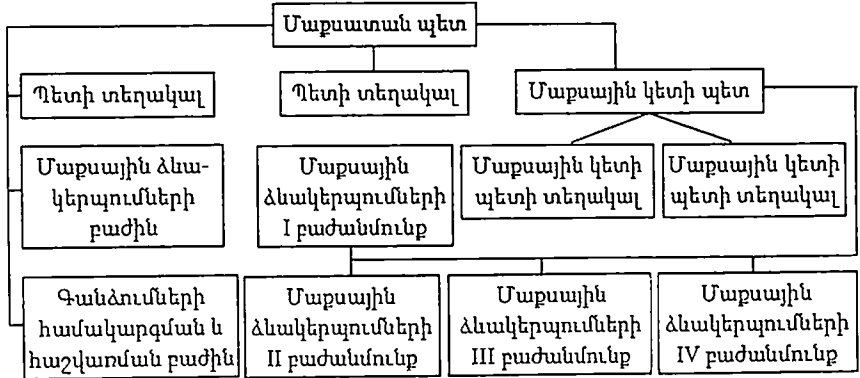 Մաքսատան պետ
Պետի տեղակալ
Պետի տեղակալ
Մաքսային կետի պետ
Մաքսային ձևա-
կերպումների
բաժին
Մաքսային
ձևակերպումների
I բաժանմունք
Մաքսային կետի
պետի տեղակալ
Մաքսային կետի
պետի տեղակալ
Գանձումների
համակարգման և
հաշվառման բաժին
Մաքսային
ձևակերպումների
II բաժանմունք
Մաքսային
ձևակերպումների
III բաժանմունք
Մաքսային
ձևակերպումների
IV բաժանմունք